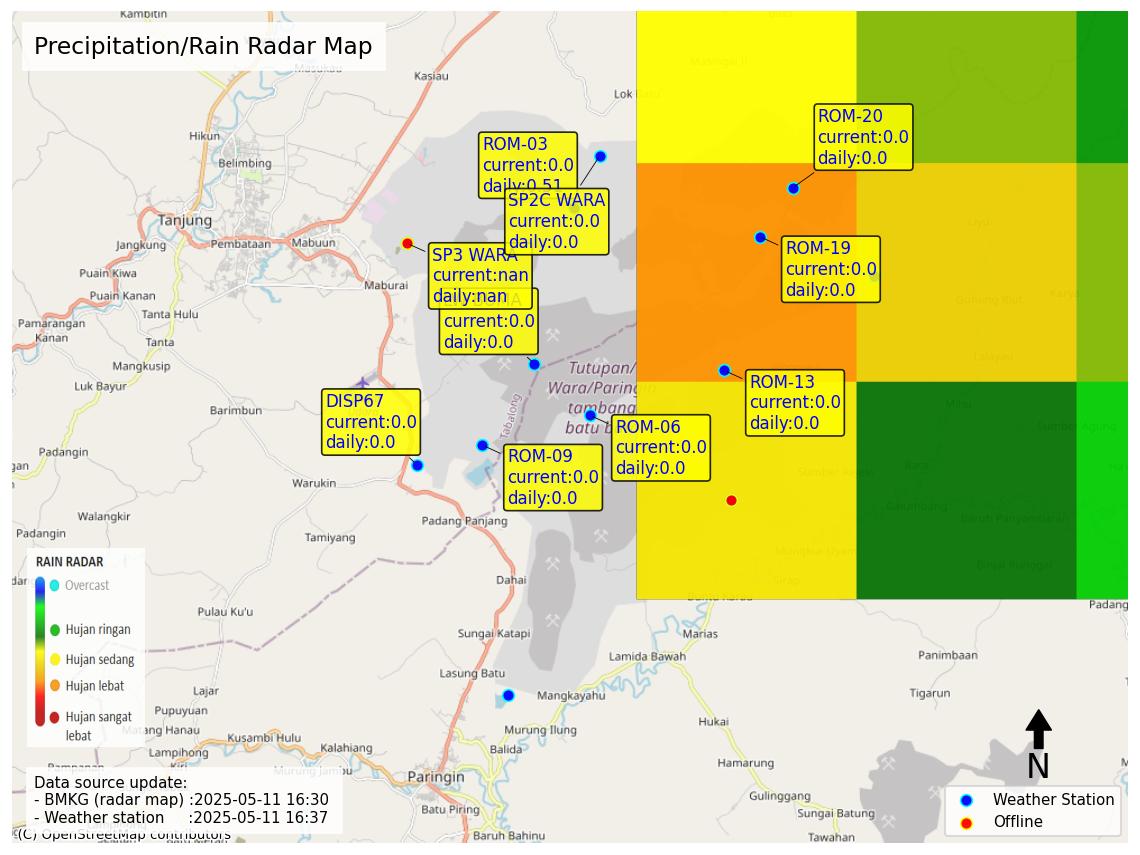 Kambitin
Precipitation/Rain Radar Map
Kasiau
Lok
Hikun
Belimbing
Tanjung
Jangkung
Pembataan
Mabuun
Puain Kiwa
Maburai
Puain Kanan
Tanta Hulu
Pamarangan
Kanan
Tanta
Mangkusip
Luk Bayur
Barimbun
Warukin
Walangkir
Padangin
Tamiyang
Padang Panjang
Dahai
Pulau Ku'u
Sungai Katapi
Lasung Batu
Mangkayahu
Murung Ilung
Lajar
Pupuyuan
Matang Hanau
Lampihong
Kusambi Hulu
Kalahiang
Murung Jambu
Balida
Paringin
Batu Piring
Baruh Bahinu
Marias
Lamida Bawah
Panimbaan
Tigarun
Hukai
Hamarung
Gulinggang
Sungai Batung
Tawahan
Padang
Tabalong
Tutupan/
Wara/Paringin
tambang
batu b
ROM-03
current:0.0
daily:0.51
SP2C WARA
current:0.0
daily:0.0
SP3 WARA
current:nan
daily:nan
current:0.0
daily:0.0
DISP67
current:0.0
daily:0.0
ROM-09
current:0.0
daily:0.0
ROM-06
current:0.0
daily:0.0
ROM-13
current:0.0
daily:0.0
ROM-19
current:0.0
daily:0.0
ROM-20
current:0.0
daily:0.0
RAIN RADAR
Overcast
Hujan ringan
Hujan sedang
Hujan lebat
Hujan sangat
lebat
Data source update:
- BMKG (radar map) :2025-05-11 16:30
- Weather station :2025-05-11 16:37
(C) OpenStreetMap contributors
N
Weather Station
Offline